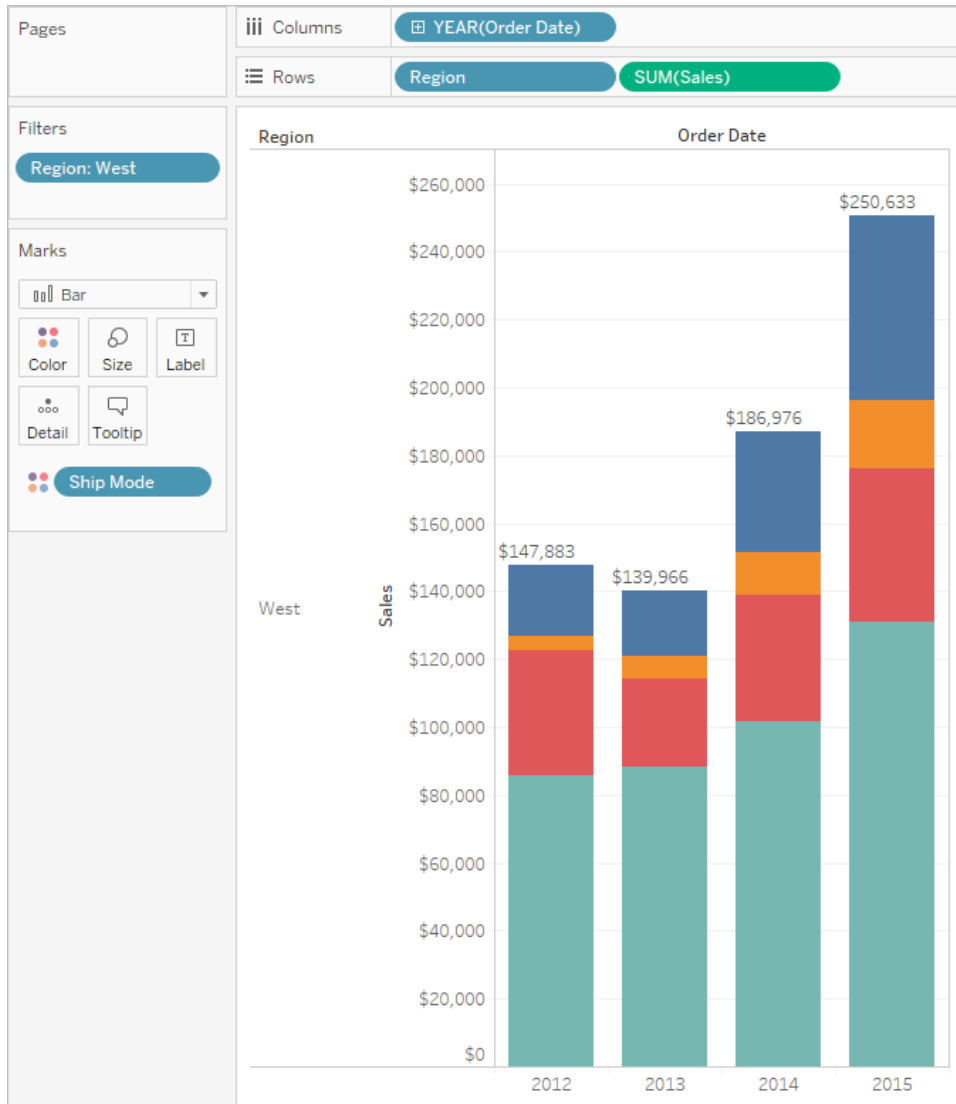 Pages
Columns
YEAR(Order Date)
Rows
Region
SUM(Sales)
Filters
Region: West
Marks
Bar
Color
Size
T
Label
Detail
Tooltip
Ship Mode
Region
Order Date
$260,000
$240,000
$220,000
$200,000
$180,000
$160,000
$140,000
$120,000
$100,000
$80,000
$60,000
$40,000
$20,000
$0
Sales
West
$147,883
$139,966
$186,976
$250,633
2012 2013 2014 2015